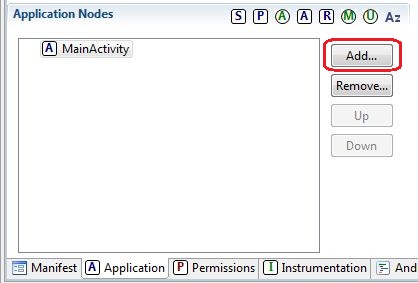 Application Nodes
S P A A R M U Az
A MainActivity
Add...
Remove...
Up
Down
Manifest A Application P Permissions I Instrumentation And